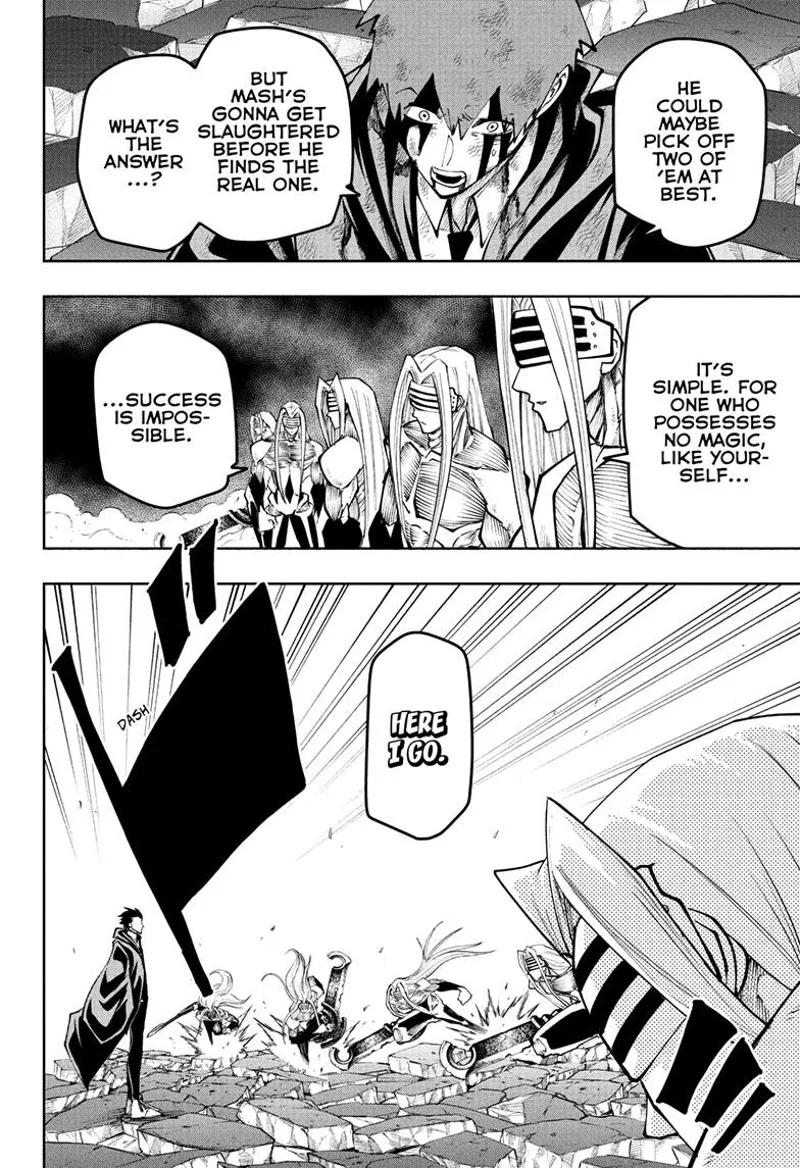 HE
COULD
MAYBE
PICK OFF
TWO OF
'EM AT
BEST.
BUT
MASH'S
GONNA GET
SLAUGHTERED
BEFORE HE
FINDS THE
REAL ONE.
WHAT'S
THE
ANSWER
...?
IT'S
SIMPLE. FOR
ONE WHO
POSSESSES
NO MAGIC,
LIKE YOUR-
SELF...
...SUCCESS
IS IMPOS-
SIBLE.
DASH
HERE
I GO.